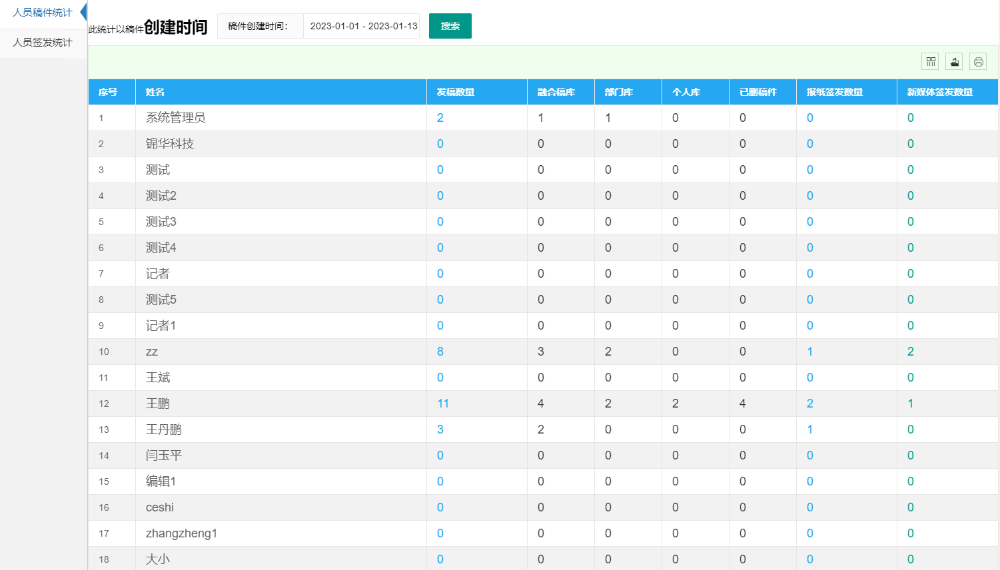 人员稿件统计
人员签发统计
此统计以稿件创建时间 稿件创建时间： 2023-01-01 - 2023-01-13 搜索
序号 姓名 发稿数量 融合稿库 部门库 个人库 已删稿件 报纸签发数量 新媒体签发数量
1 系统管理员 2 1 1 0 0 0 0
2 锦华科技 0 0 0 0 0 0 0
3 测试 0 0 0 0 0 0 0
4 测试2 0 0 0 0 0 0 0
5 测试3 0 0 0 0 0 0 0
6 测试4 0 0 0 0 0 0 0
7 记者 0 0 0 0 0 0 0
8 测试5 0 0 0 0 0 0 0
9 记者1 0 0 0 0 0 0 0
10 zz 8 3 2 0 0 1 2
11 王斌 0 0 0 0 0 0 0
12 王鹏 11 4 2 2 4 2 1
13 王丹鹏 3 2 0 0 0 1 0
14 闫玉平 0 0 0 0 0 0 0
15 编辑1 0 0 0 0 0 0 0
16 ceshi 0 0 0 0 0 0 0
17 zhangzheng1 0 0 0 0 0 0 0
18 大小 0 0 0 0 0 0 0